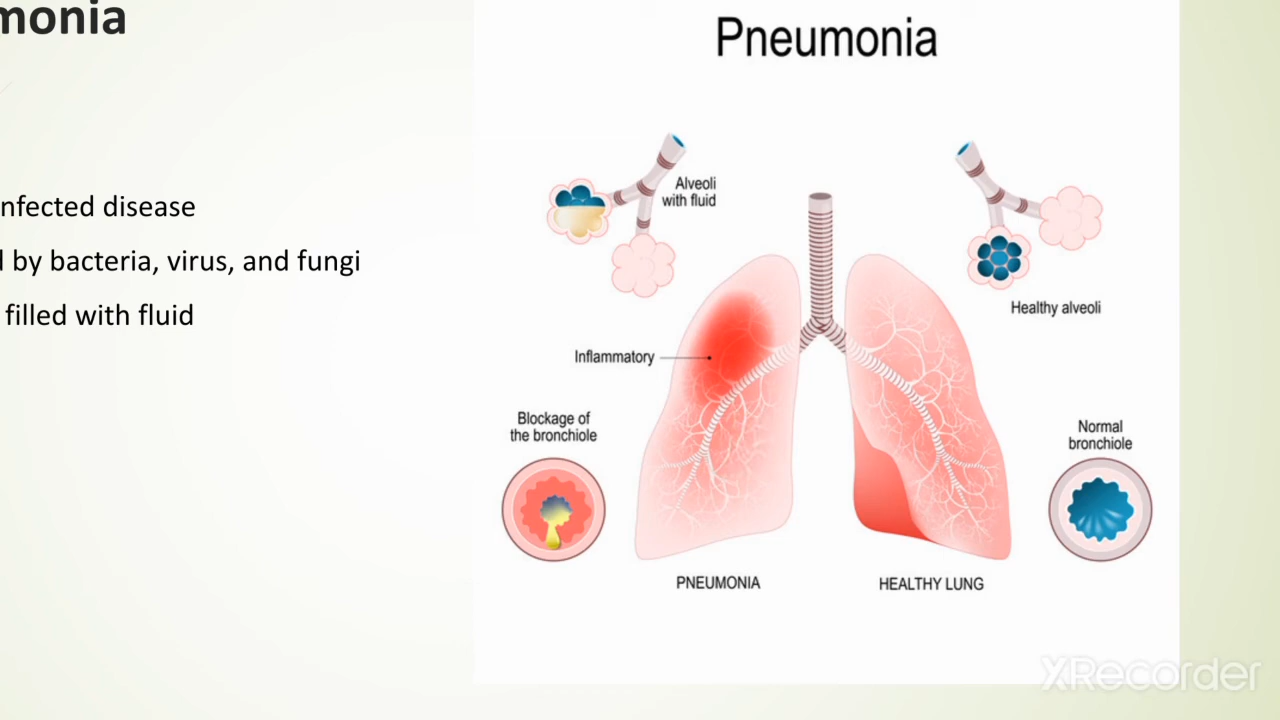 monia
nfected disease
d by bacteria, virus, and fungi
filled with fluid
Pneumonia
Alveoli
with fluid
Healthy alveoli
Inflammatory
Blockage of
the bronchiole
Normal
bronchiole
PNEUMONIA
HEALTHY LUNG
XRecorder